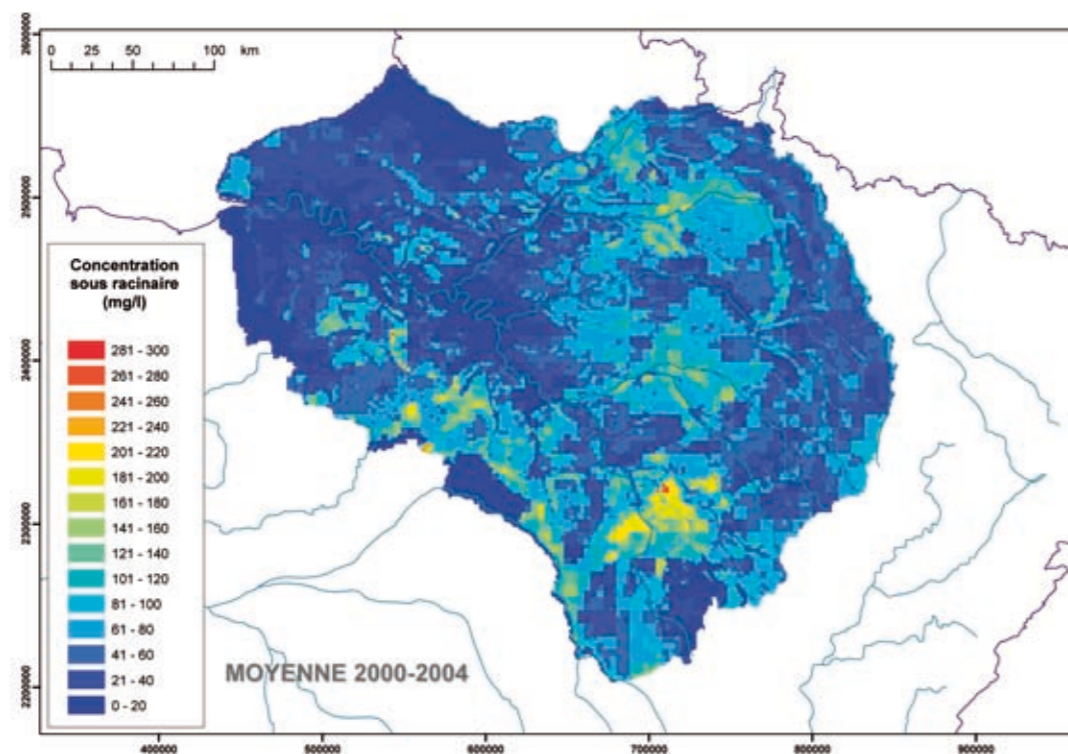 2600000
0 25 50 100 km
2500000
Concentration
sous racinaire
(mg/l)
281 - 300
261 - 280
241 - 260
221 - 240
201 - 220
181 - 200
161 - 180
141 - 160
121 - 140
101 - 120
81 - 100
61 - 80
41 - 60
21 - 40
0 - 20
2400000
2300000
2200000
MOYENNE 2000-2004
400000 500000 600000 700000 800000 900000